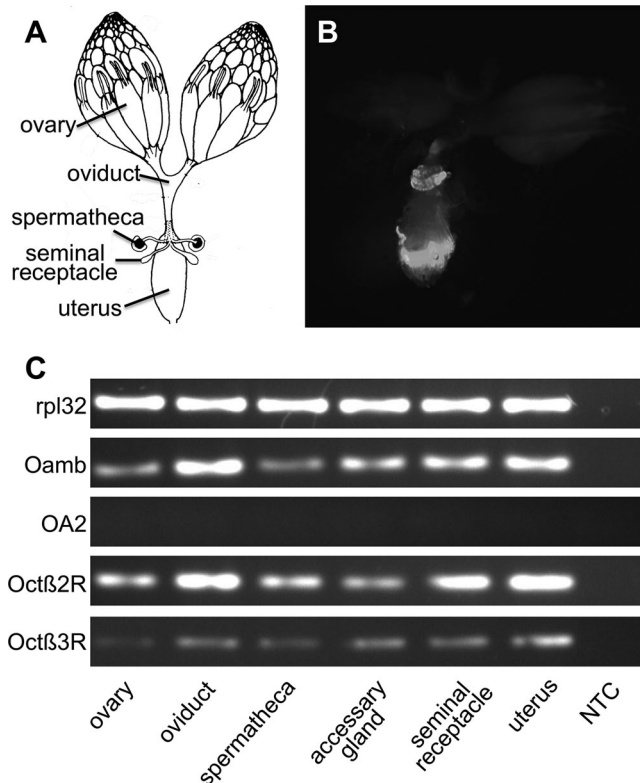 A
ovary
oviduct
spermatheca
seminal
receptacle
uterus
B
C
rpl32
Oamb
OA2
Octß2R
Octß3R
ovary
oviduct
spermatheca
accessary
gland
seminal
receptacle
uterus
NTC